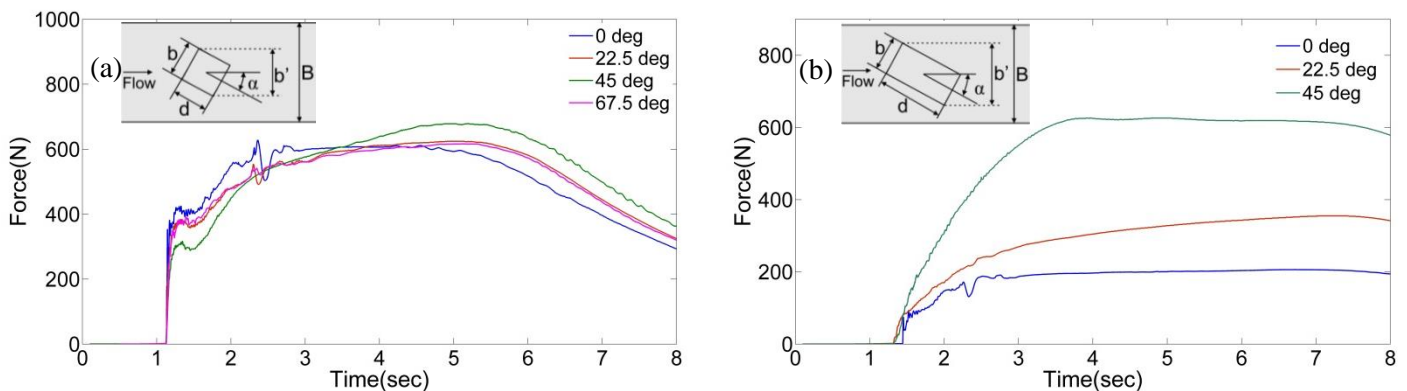 (a)
Force(N)
1000
800
600
400
200
0
0 1 2 3 4 5 6 7 8
Time(sec)
Flow
b
d
α
b'
B
0 deg
22.5 deg
45 deg
67.5 deg
(b)
Force(N)
800
600
400
200
0
0 1 2 3 4 5 6 7 8
Time(sec)
Flow
b
d
α
b'
B
0 deg
22.5 deg
45 deg